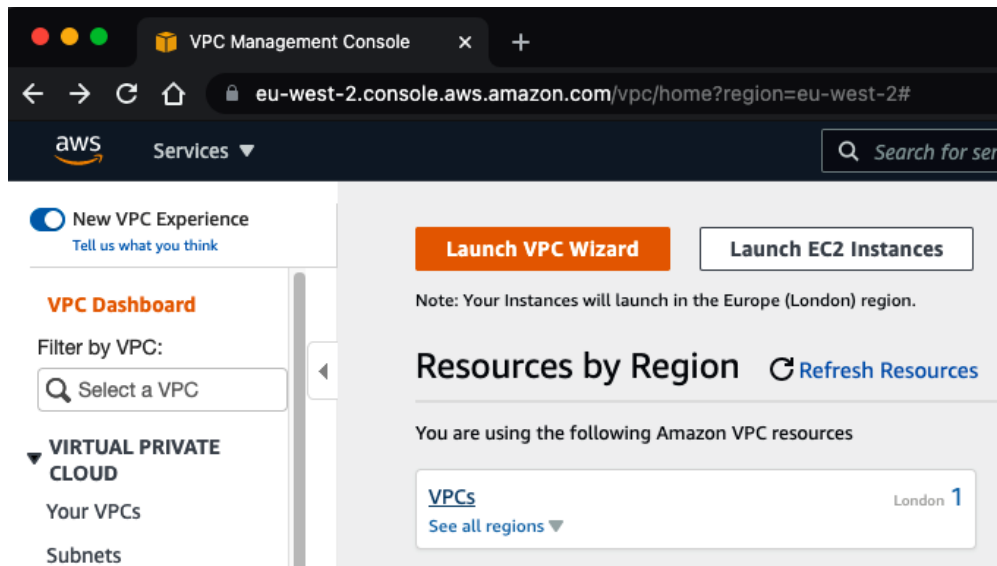 VPC Management Console
eu-west-2.console.aws.amazon.com/vpc/home?region=eu-west-2#
aws Services
Search for ser
New VPC Experience
Tell us what you think
VPC Dashboard
Filter by VPC:
Select a VPC
VIRTUAL PRIVATE
CLOUD
Your VPCs
Subnets
Launch VPC Wizard
Launch EC2 Instances
Note: Your Instances will launch in the Europe (London) region.
Resources by Region
Refresh Resources
You are using the following Amazon VPC resources
VPCs
London 1
See all regions